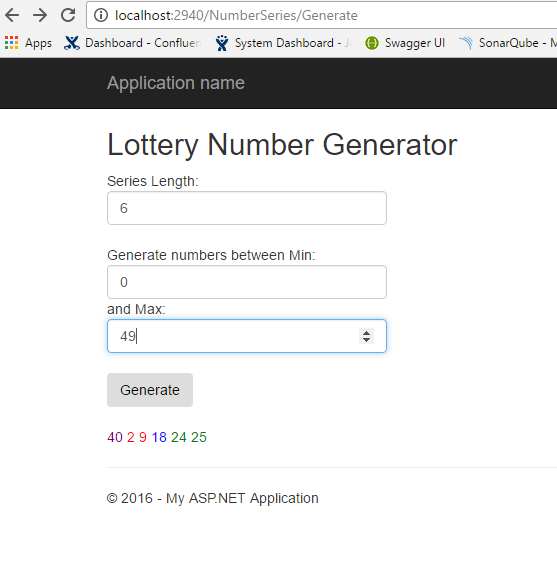 localhost:2940/NumberSeries/Generate
Apps Dashboard - Confluen System Dashboard - J Swagger UI SonarQube - M
Application name
Lottery Number Generator
Series Length:
6
Generate numbers between Min:
0
and Max:
49
Generate
40 2 9 18 24 25
© 2016 - My ASP.NET Application